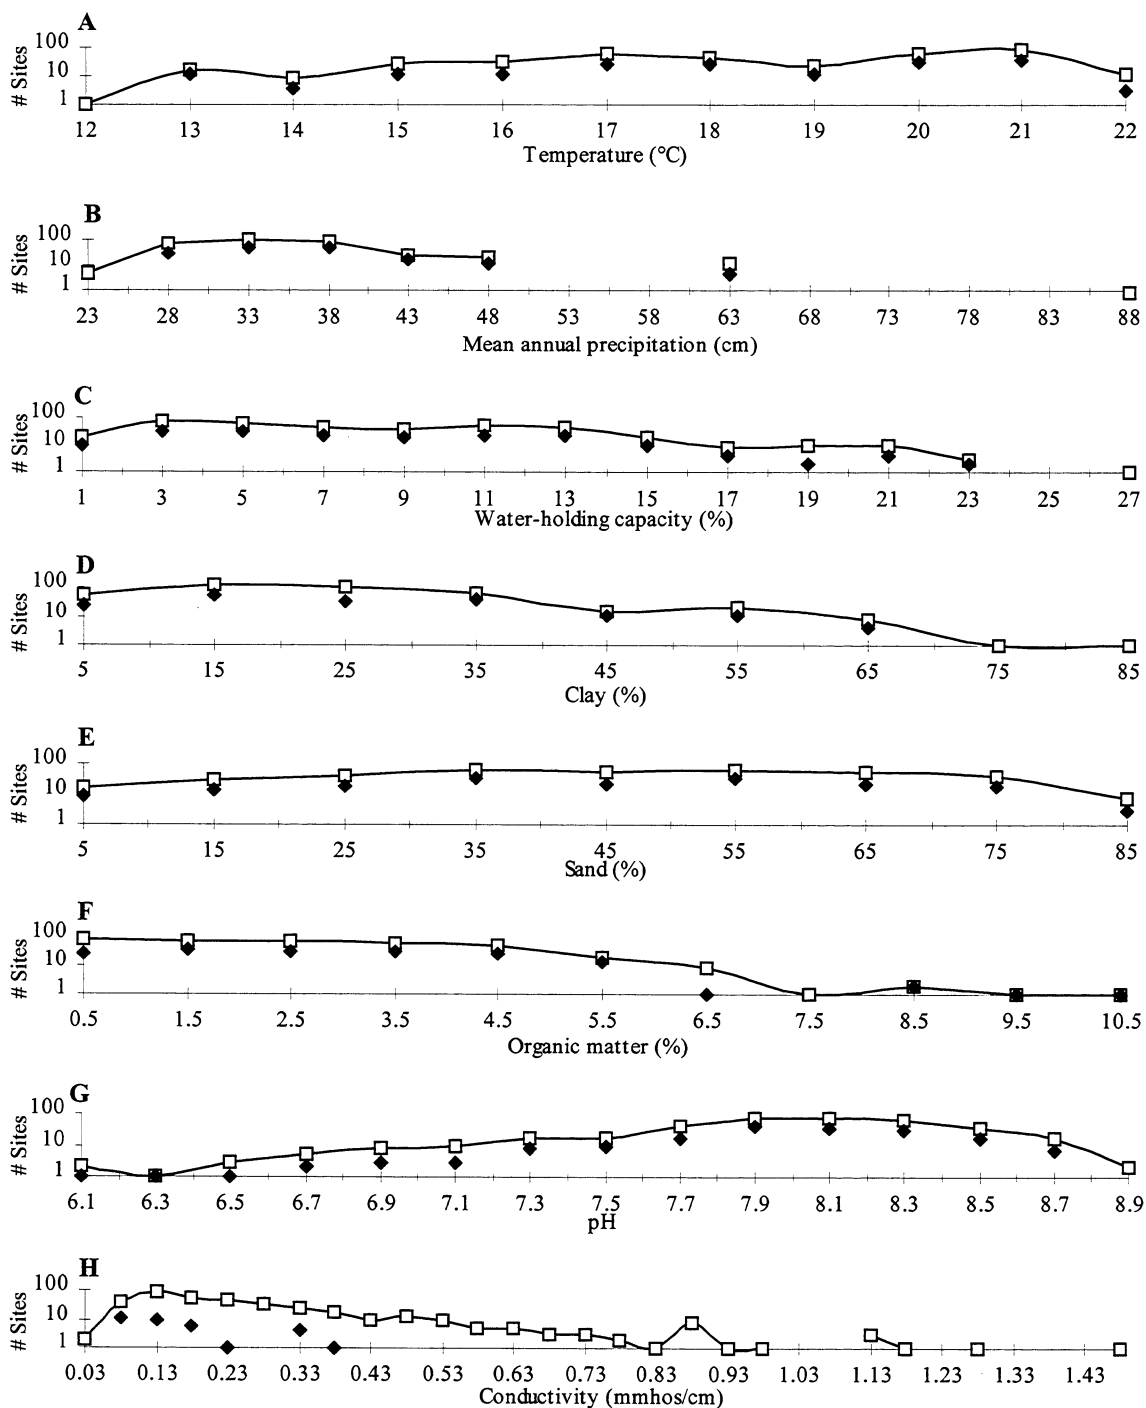 A
# Sites
100
10
1
12 13 14 15 16 17 18 19 20 21 22
Temperature (°C)
B
# Sites
100
10
1
23 28 33 38 43 48 53 58 63 68 73 78 83 88
Mean annual precipitation (cm)
C
# Sites
100
10
1
1 3 5 7 9 11 13 15 17 19 21 23 25 27
Water-holding capacity (%)
D
# Sites
100
10
1
5 15 25 35 45 55 65 75 85
Clay (%)
E
# Sites
100
10
1
5 15 25 35 45 55 65 75 85
Sand (%)
F
# Sites
100
10
1
0.5 1.5 2.5 3.5 4.5 5.5 6.5 7.5 8.5 9.5 10.5
Organic matter (%)
G
# Sites
100
10
1
6.1 6.3 6.5 6.7 6.9 7.1 7.3 7.5 7.7 7.9 8.1 8.3 8.5 8.7 8.9
pH
H
# Sites
100
10
1
0.03 0.13 0.23 0.33 0.43 0.53 0.63 0.73 0.83 0.93 1.03 1.13 1.23 1.33 1.43
Conductivity (mmhos/cm)